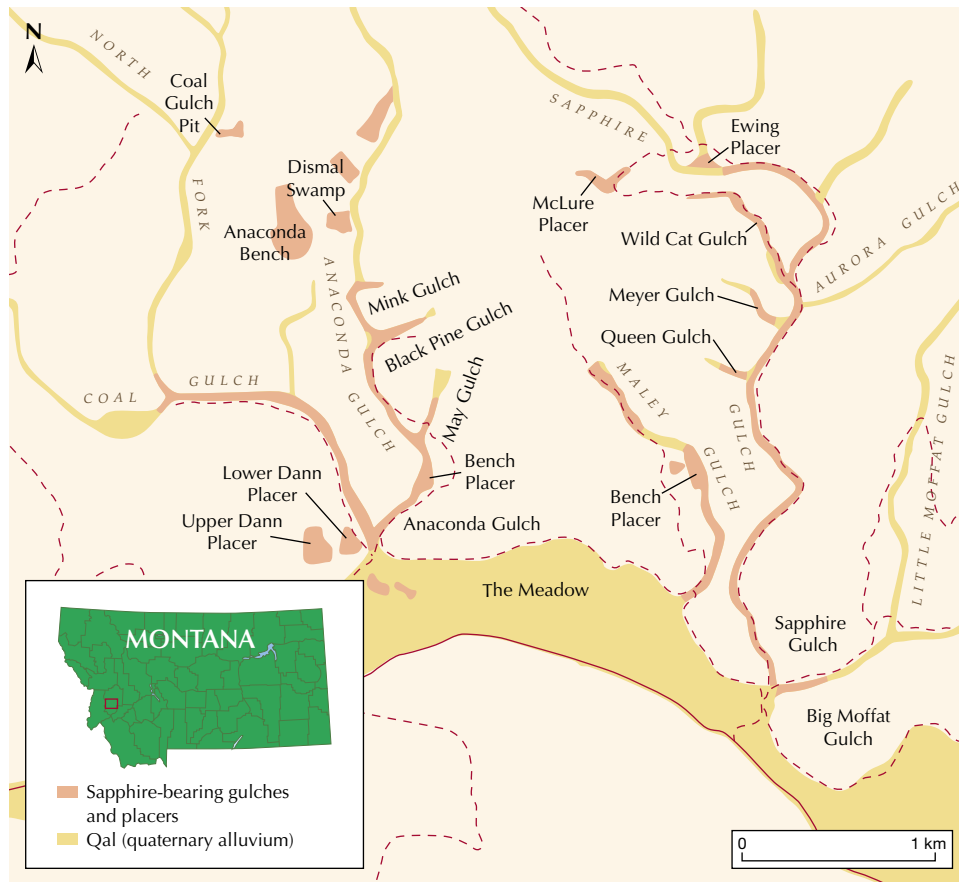 N
NORTH
FORK
Coal
Gulch
Pit
Dismal
Swamp
Anaconda
Bench
ANACONDA
GULCH
Mink Gulch
Black Pine Gulch
May Gulch
COAL
GULCH
Lower Dann
Placer
Upper Dann
Placer
Bench
Placer
Anaconda Gulch
The Meadow
SAPPHIRE
GULCH
Ewing
Placer
McLure
Placer
Wild Cat Gulch
AURORA GULCH
Meyer Gulch
Queen Gulch
MALEY
GULCH
Bench
Placer
LITTLE MOFFAT GULCH
Sapphire
Gulch
Big Moffat
Gulch
MONTANA
Sapphire-bearing gulches
and placers
Qal (quaternary alluvium)
0 1 km